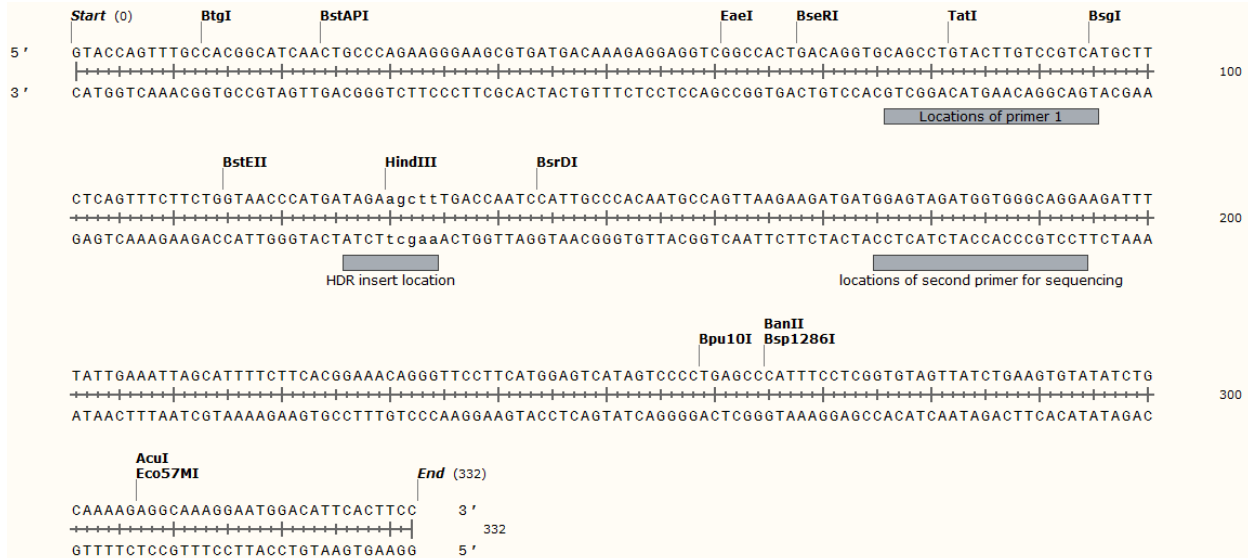 Start (0) BtgI BstAPI EaeI BseRI TatI BsgI
5 ' GTACCAGTTTGCCACGGCATCAACTGCCCAGAAGGGAAGCGTGATGACAAAGAGGAGGTCGGCCACTGACAGGTGCAGCCTGTACTTGTCCGTCATGCTT
100
3 ' CATGGTCAAACGGTGCCGTAGTTGACGGGTCTTCCCTTCGCACTACTGTTTCTCCTCCAGCCGGTGACTGTCCACGTCGGACATGAACAGGCAGTACGAA
Locations of primer 1
BstEII HindIII BsrDI
CTCAGTTTCTTCTGGTAACCCATGATAGAagcttTGACCAATCCATTGCCCACAATGCCAGTTAAGAAGATGATGGAGTAGATGGTGGGCAGGAAGATTT
200
GAGTCAAAGAAGACCATTGGGTACTATCTtcgaaACTGGTTAGGTAACGGGTGTTACGGTCAATTCTTCTACTACCTCATCTACCACCCGTCCTTCTAAA
HDR insert location locations of second primer for sequencing
BanII
Bpu10I Bsp1286I
TATTGAAATTAGCATTTTCTTCACGGAAACAGGGTTCCTTCATGGAGTCATAGTCCCCTGAGCCCATTTCCTCGGTGTAGTTATCTGAAGTGTATATCTG
300
ATAACTTTAATCGTAAAAGAAGTGCCTTTGTCCCAAGGAAGTACCTCAGTATCAGGGGACTCGGGTAAAGGAGCCACATCAATAGACTTCACATATAGAC
AcuI
Eco57MI End (332)
CAAAAGAGGCAAAGGAATGGACATTCACTTCC 3 '
332
GTTTTCTCCGTTTCCTTACCTGTAAGTGAAGG 5 '